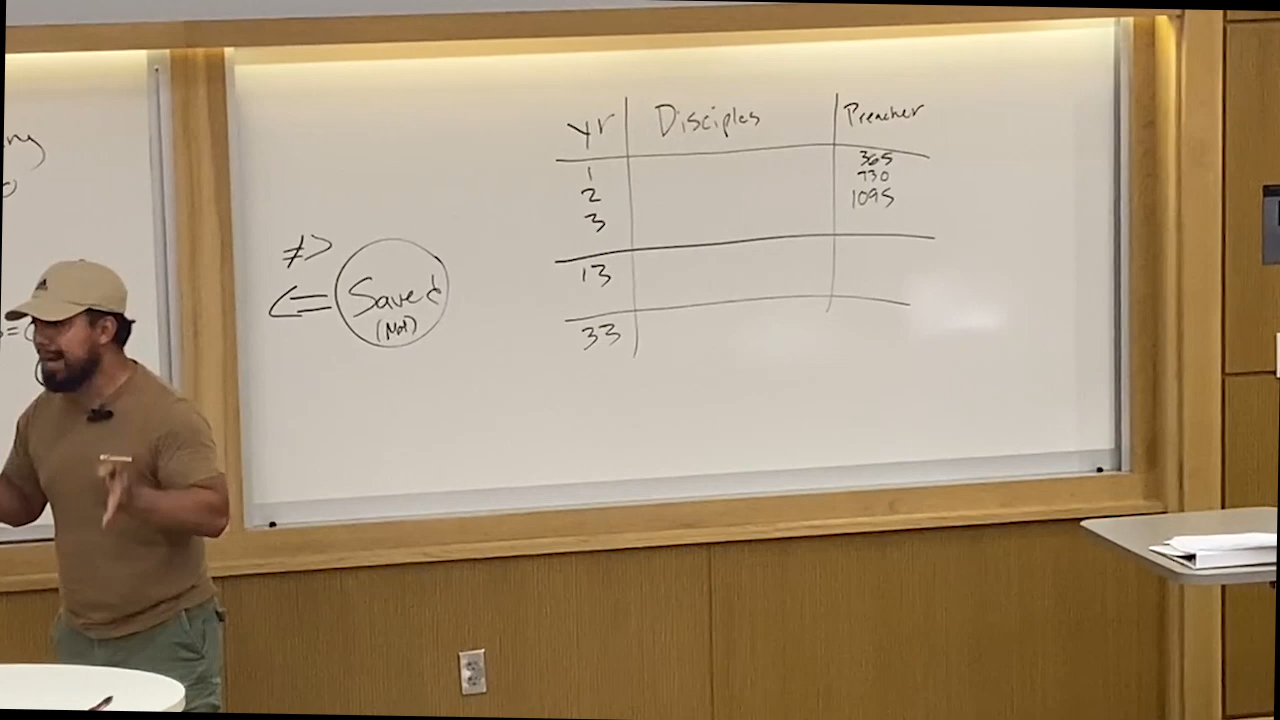 yr Disciples Preacher
1 365
2 730
3 1095
13
33
≠>
<= Saved
(Not)